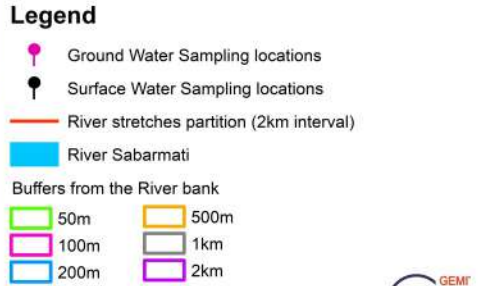 Legend
Ground Water Sampling locations
Surface Water Sampling locations
River stretches partition (2km interval)
River Sabarmati
Buffers from the River bank
50m 500m
100m 1km
200m 2km